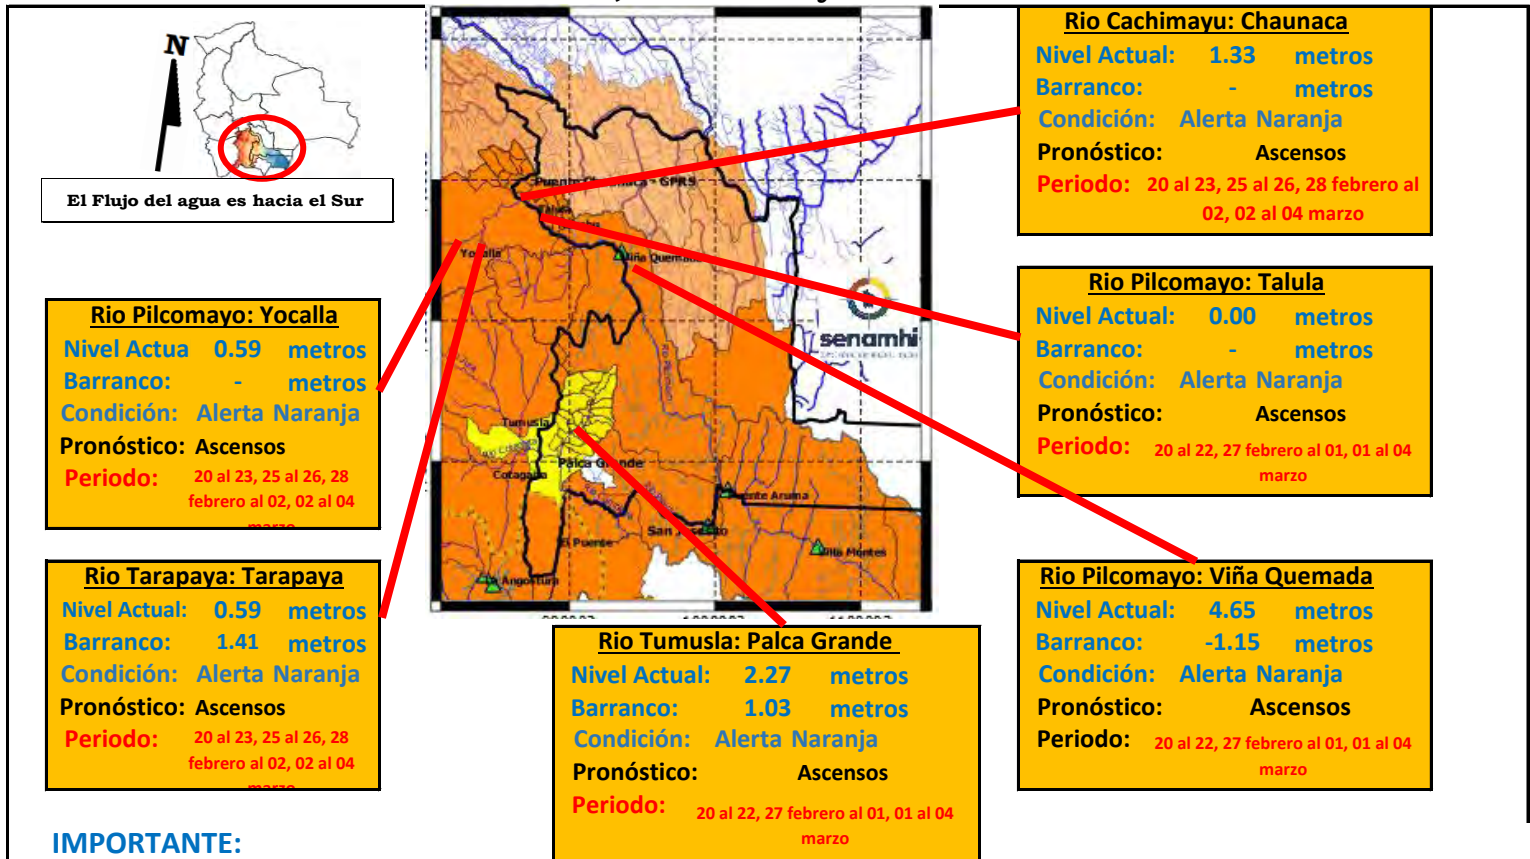 N
El Flujo del agua es hacia el Sur
Rio Cachimayu: Chaunaca
Nivel Actual: 1.33 metros
Barranco: - metros
Condición: Alerta Naranja
Pronóstico: Ascensos
Periodo: 20 al 23, 25 al 26, 28 febrero al
02, 02 al 04 marzo
Rio Pilcomayo: Talula
Nivel Actual: 0.00 metros
Barranco: - metros
Condición: Alerta Naranja
Pronóstico: Ascensos
Periodo: 20 al 22, 27 febrero al 01, 01 al 04
marzo
Rio Pilcomayo: Yocalla
Nivel Actua 0.59 metros
Barranco: - metros
Condición: Alerta Naranja
Pronóstico: Ascensos
Periodo: 20 al 23, 25 al 26, 28
febrero al 02, 02 al 04
marzo
Rio Tarapaya: Tarapaya
Nivel Actual: 0.59 metros
Barranco: 1.41 metros
Condición: Alerta Naranja
Pronóstico: Ascensos
Periodo: 20 al 23, 25 al 26, 28
febrero al 02, 02 al 04
marzo
Rio Tumusla: Palca Grande
Nivel Actual: 2.27 metros
Barranco: 1.03 metros
Condición: Alerta Naranja
Pronóstico: Ascensos
Periodo: 20 al 22, 27 febrero al 01, 01 al 04
marzo
Rio Pilcomayo: Viña Quemada
Nivel Actual: 4.65 metros
Barranco: -1.15 metros
Condición: Alerta Naranja
Pronóstico: Ascensos
Periodo: 20 al 22, 27 febrero al 01, 01 al 04
marzo
Puente - GPRS
Yocalla
Viña Quemada
senamhi
Tumusla
Palca Grande
Cotagaita
Puente Aruma
San Josecito
El Puente
Villa Montes
Angostura
IMPORTANTE: